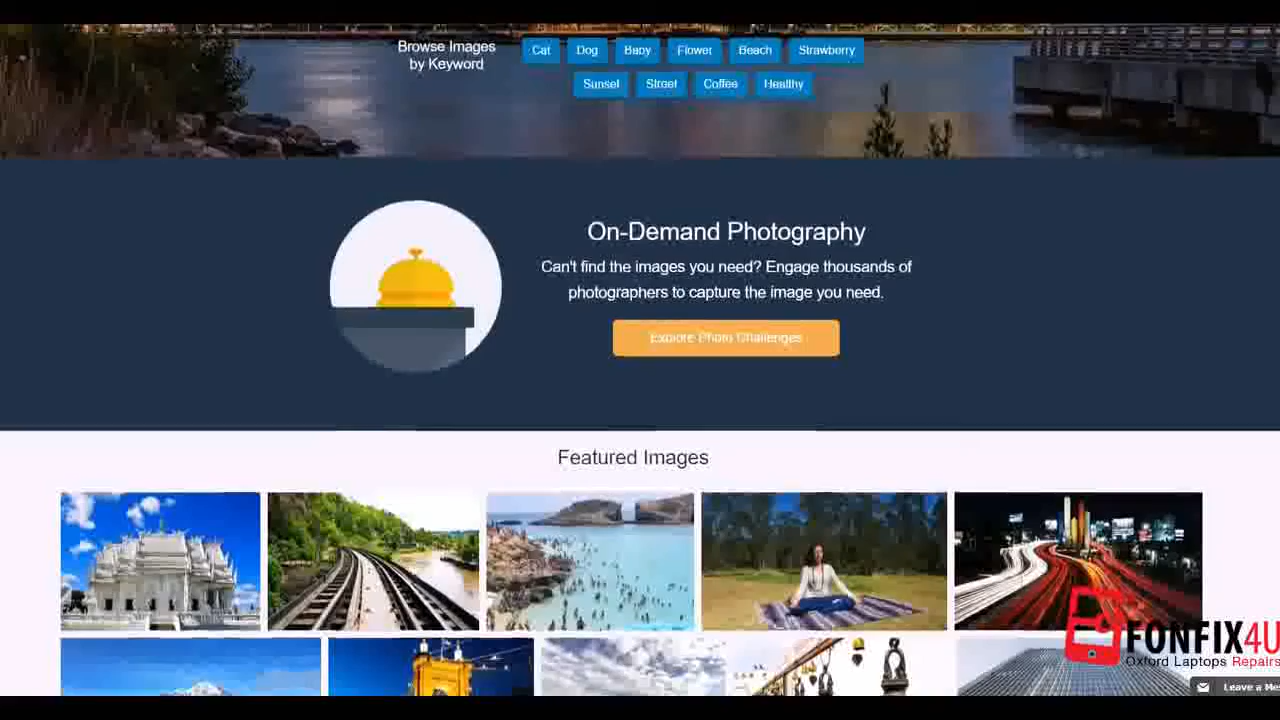 Browse Images
by Keyword
Cat
Dog
Baby
Flower
Beach
Strawberry
Sunset
Street
Coffee
Healthy
On-Demand Photography
Can't find the images you need? Engage thousands of
photographers to capture the image you need.
Explore Photo Challenges
Featured Images
FONFIX4U
Oxford Laptops Repairs
Leave a Me